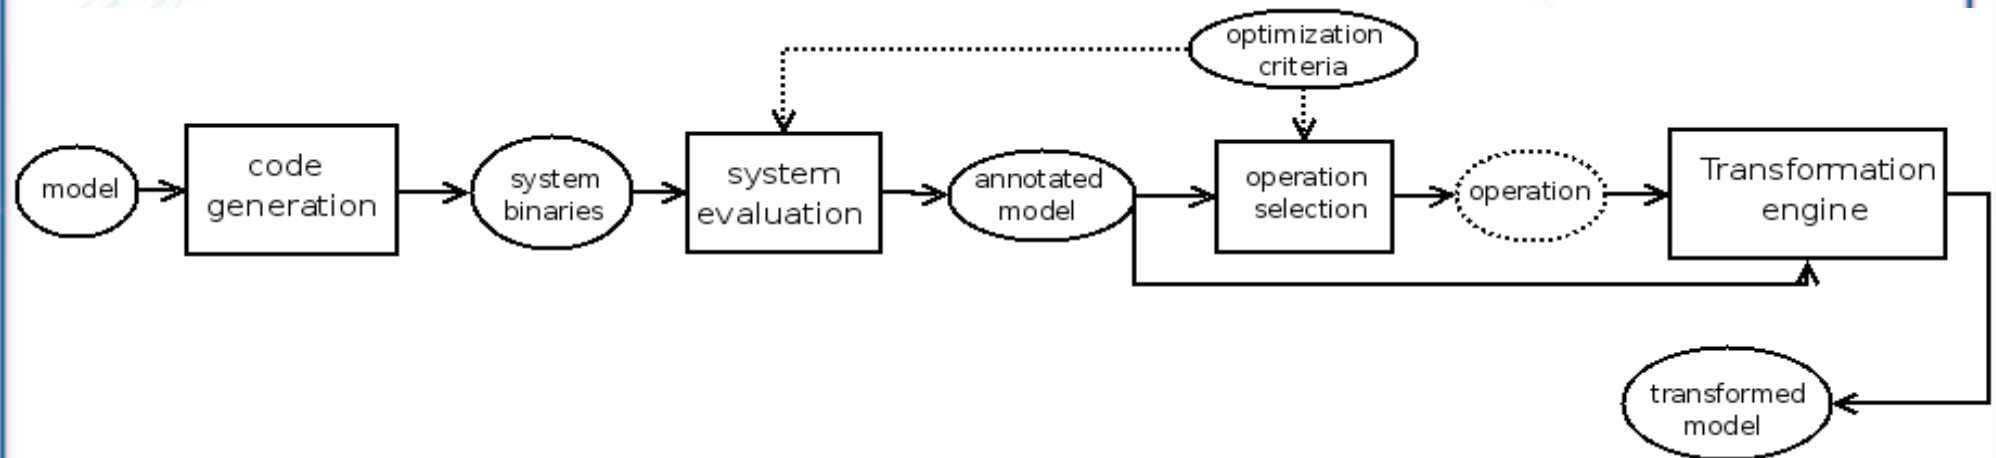 optimization
criteria
model
code
generation
system
binaries
system
evaluation
annotated
model
operation
selection
operation
Transformation
engine
transformed
model